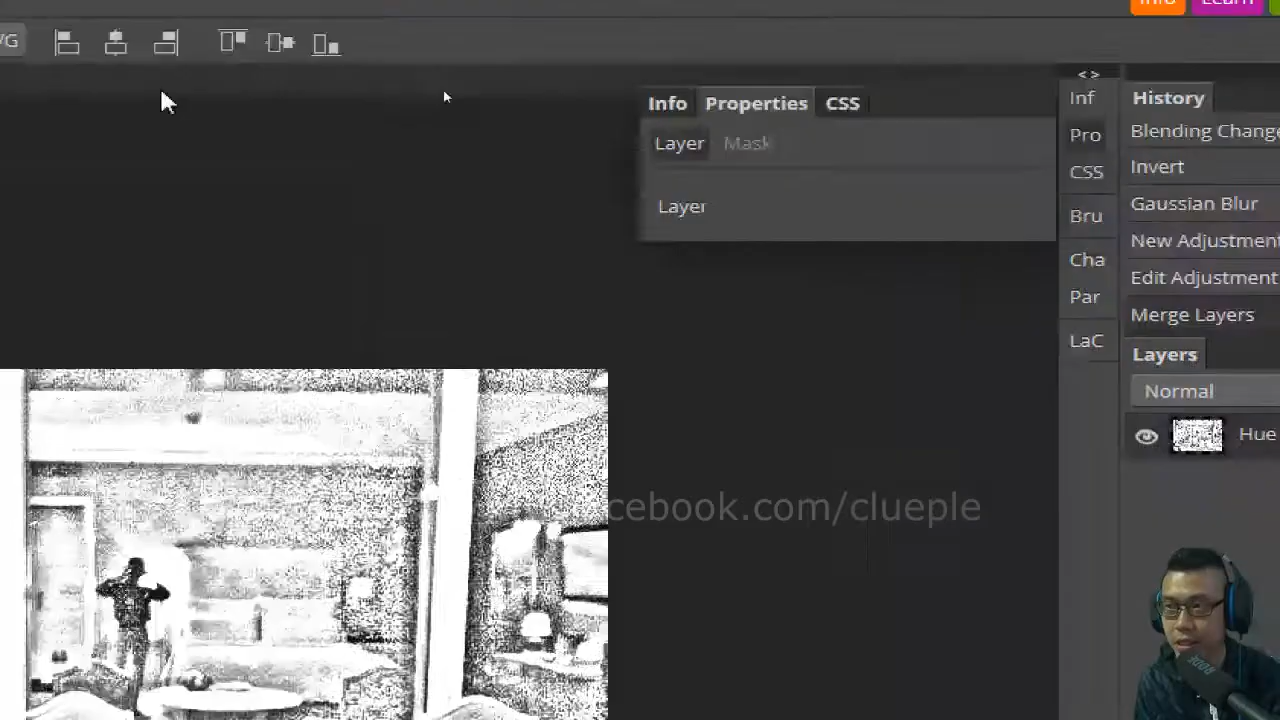 Info Learn
/G
Info Properties CSS
Layer Mask
Layer
Inf
Pro
CSS
Bru
Cha
Par
LaC
History
Blending Change
Invert
Gaussian Blur
New Adjustment
Edit Adjustment
Merge Layers
Layers
Normal
Hue
cebook.com/clueple
RODE